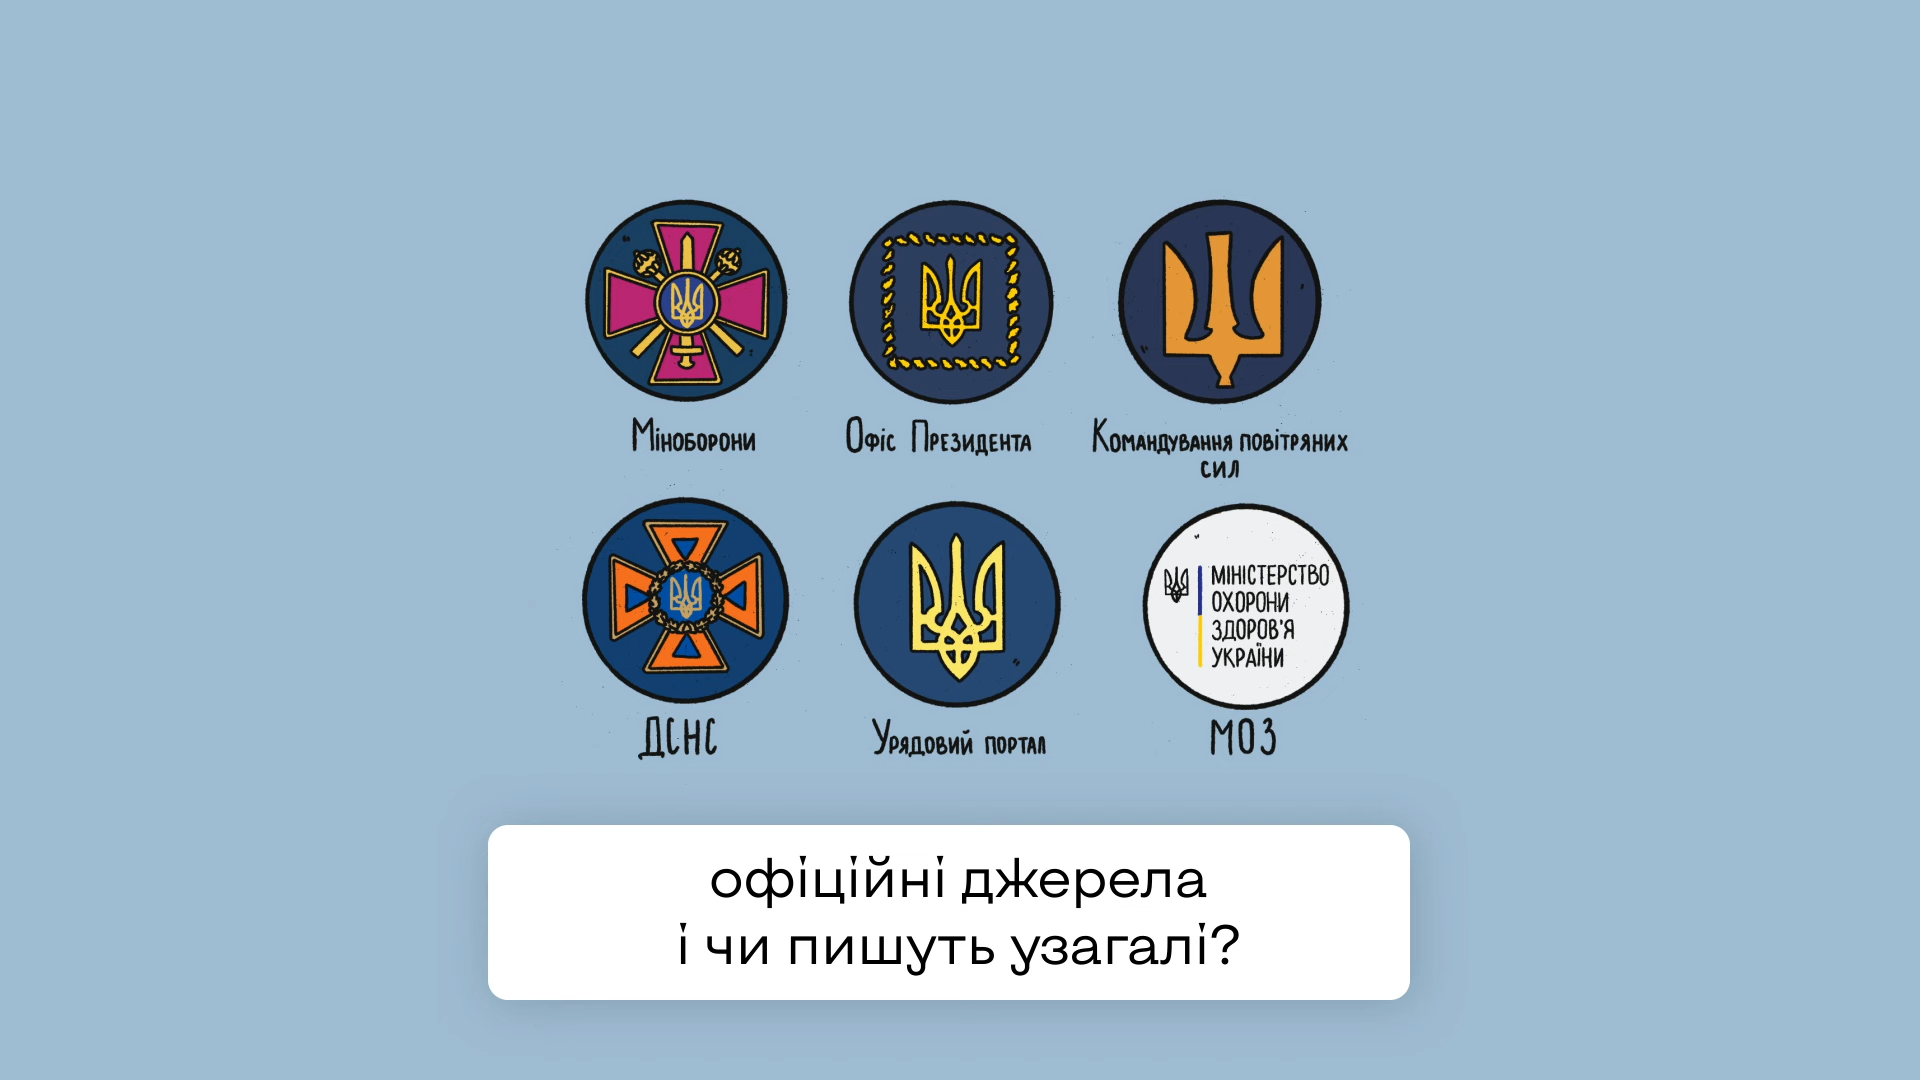 Міноборони
Офіс Президента
Командування повітряних
сил
МІНІСТЕРСТВО
ОХОРОНИ
ЗДОРОВ'Я
УКРАЇНИ
ДСНС
Урядовий портал
МОЗ
офіційні джерела
і чи пишуть узагалі?